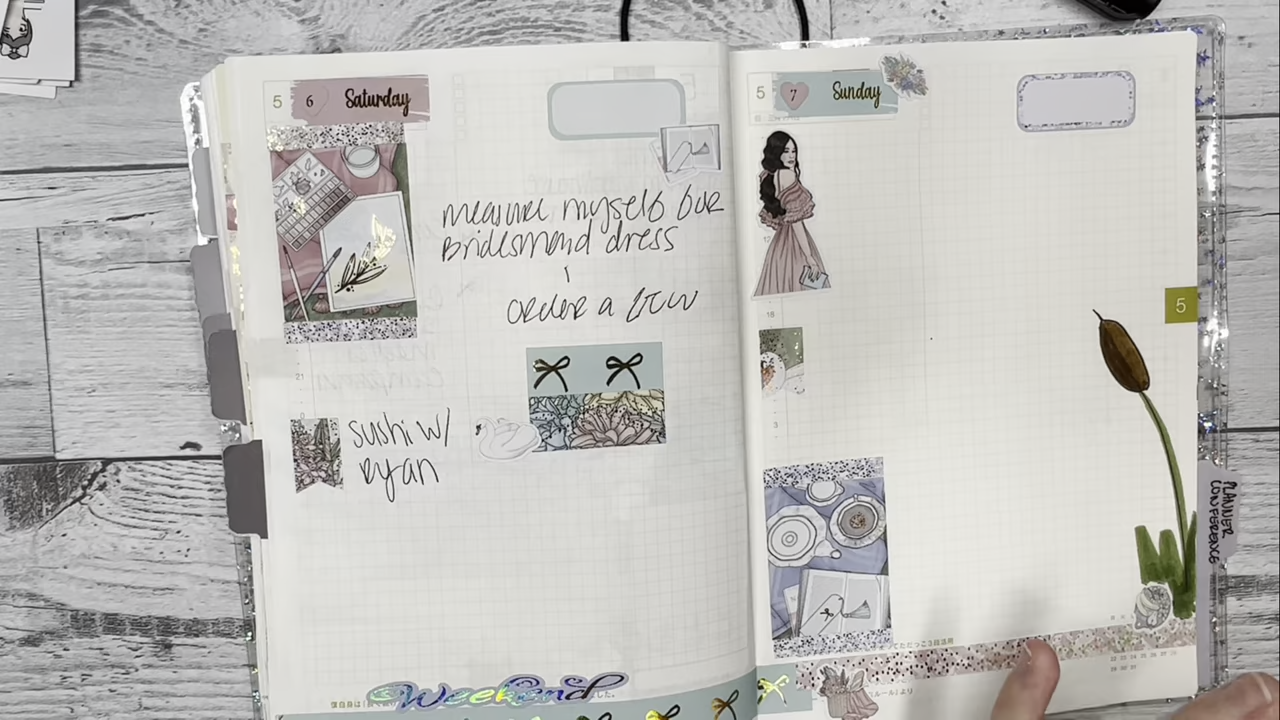 5 6 Saturday
measure myself for
Bridesmaid dress
order a
sushi w/
Ryan
Weekend
5 7 Sunday
5
PLANNER
CONFERENCE